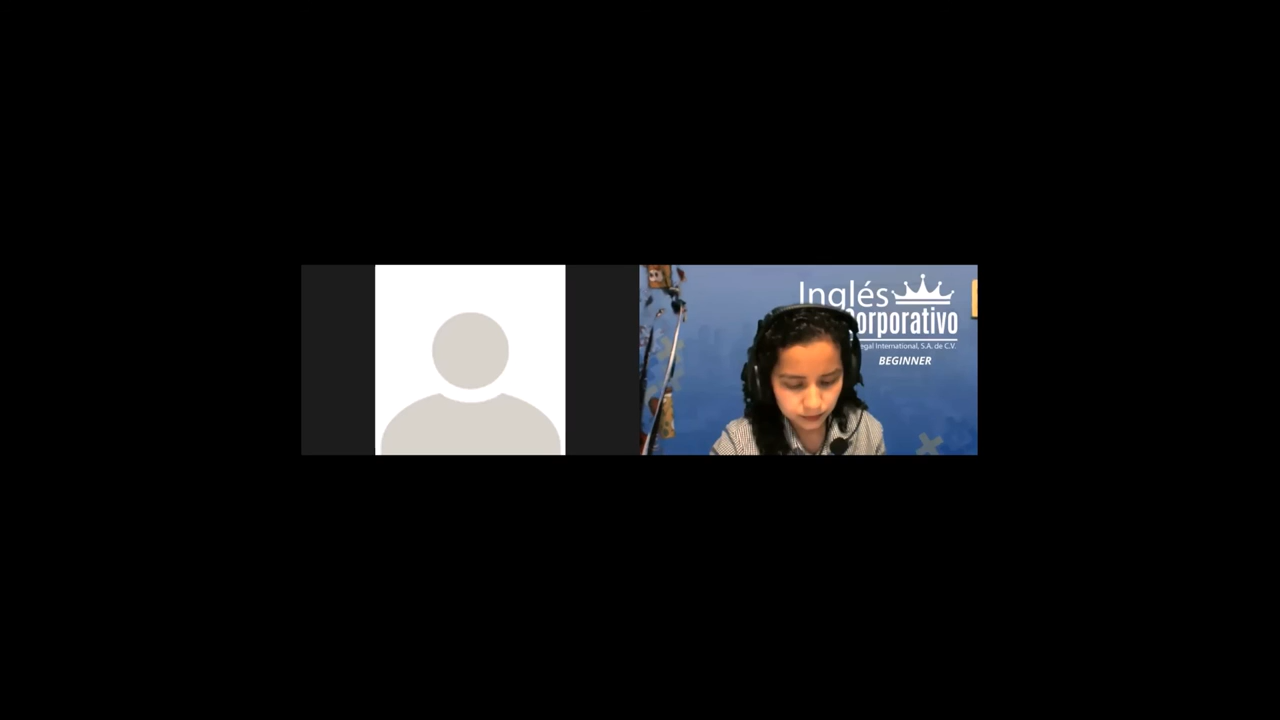 Inglés
Corporativo
egal International, S.A. de C.V.
BEGINNER